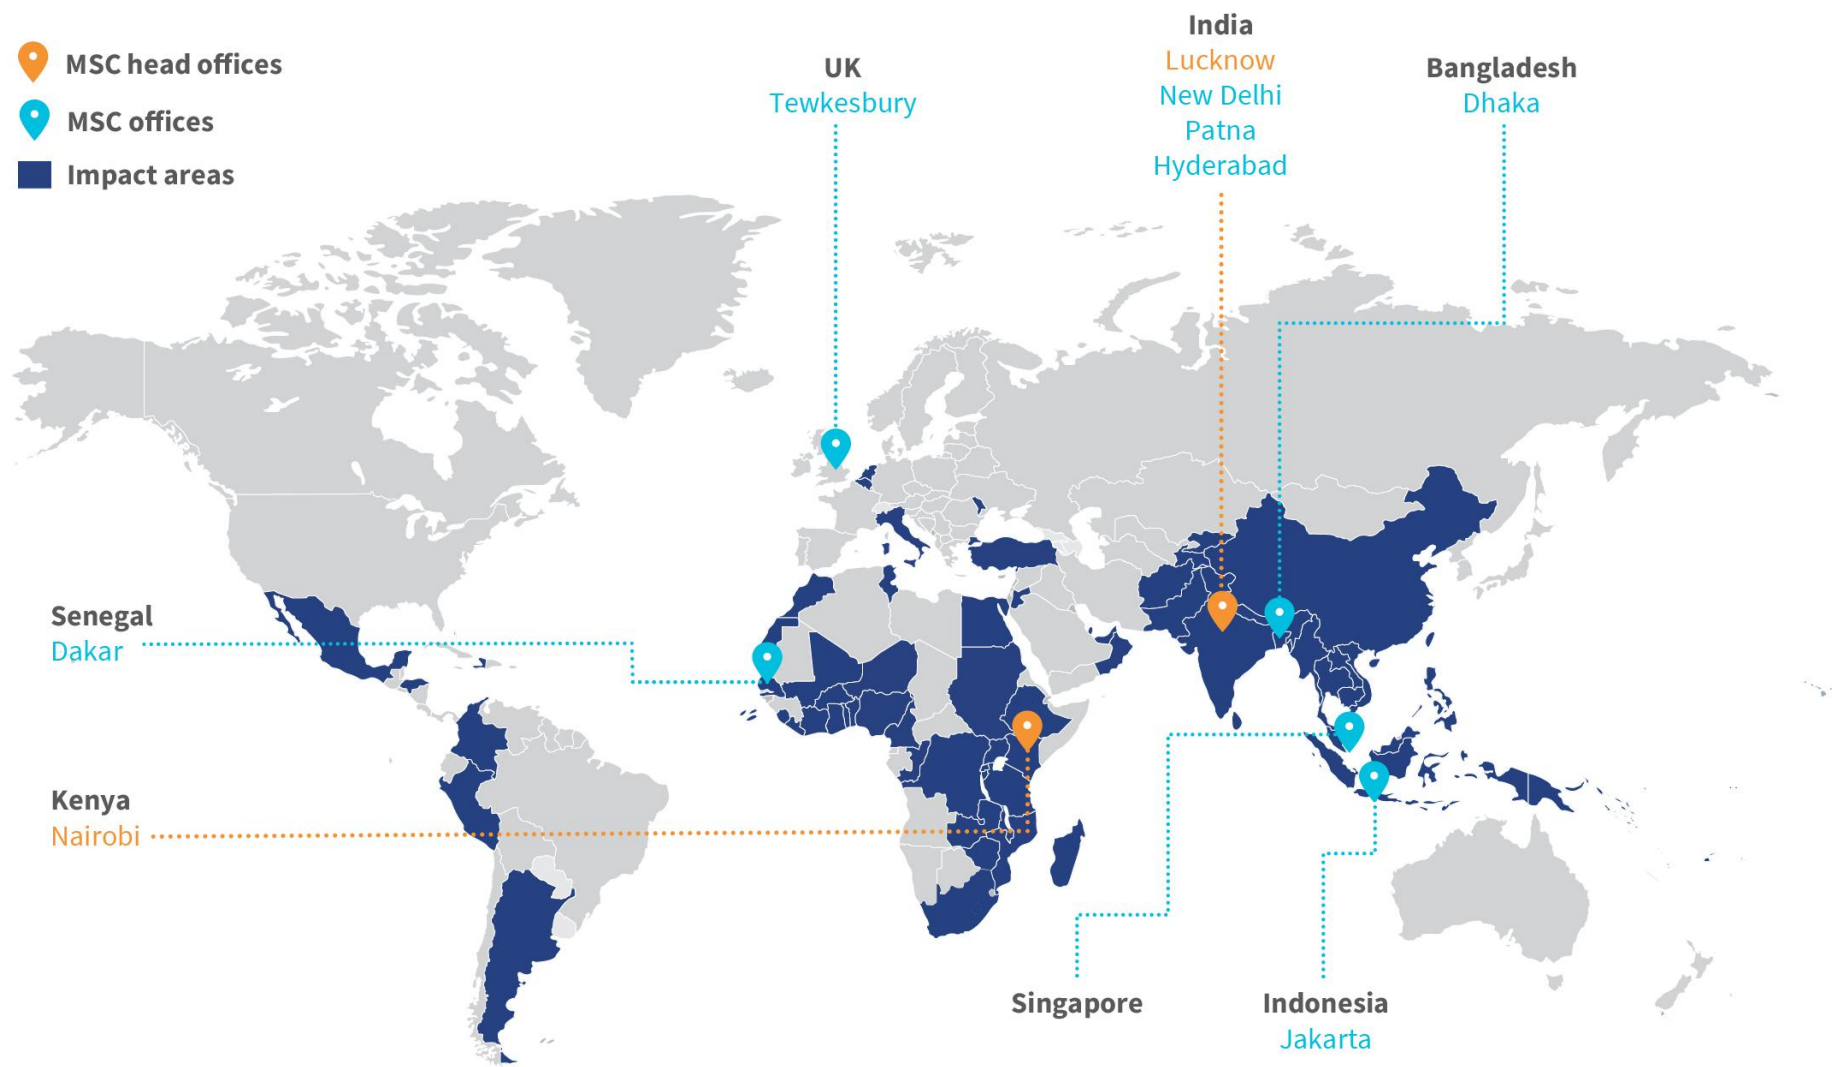 MSC head offices
MSC offices
Impact areas
UK
Tewkesbury
India
Lucknow
New Delhi
Patna
Hyderabad
Bangladesh
Dhaka
Senegal
Dakar
Kenya
Nairobi
Singapore
Indonesia
Jakarta